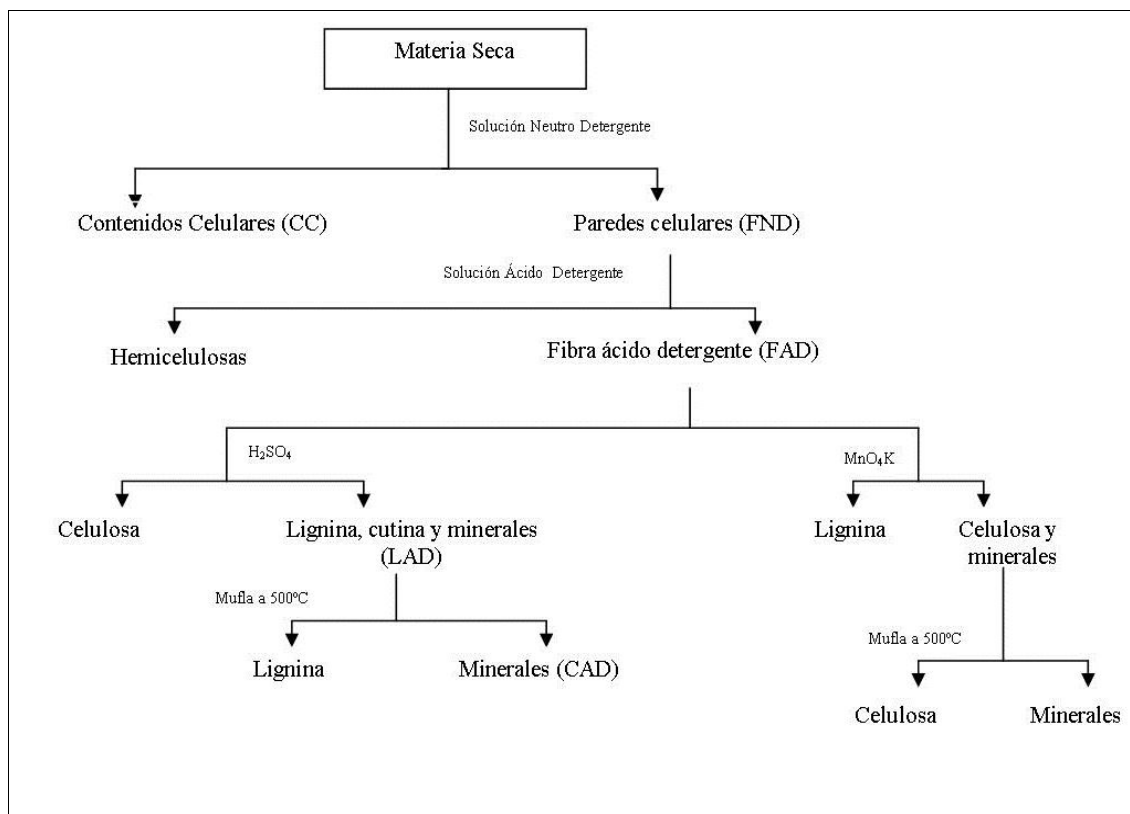 Materia Seca
Solución Neutro Detergente
Contenidos Celulares (CC)
Paredes celulares (FND)
Solución Ácido Detergente
Hemicelulosas
Fibra ácido detergente (FAD)
H₂SO₄
MnO₄K
Celulosa
Lignina, cutina y minerales
(LAD)
Lignina
Celulosa y
minerales
Mufla a 500ºC
Lignina
Minerales (CAD)
Mufla a 500ºC
Celulosa
Minerales